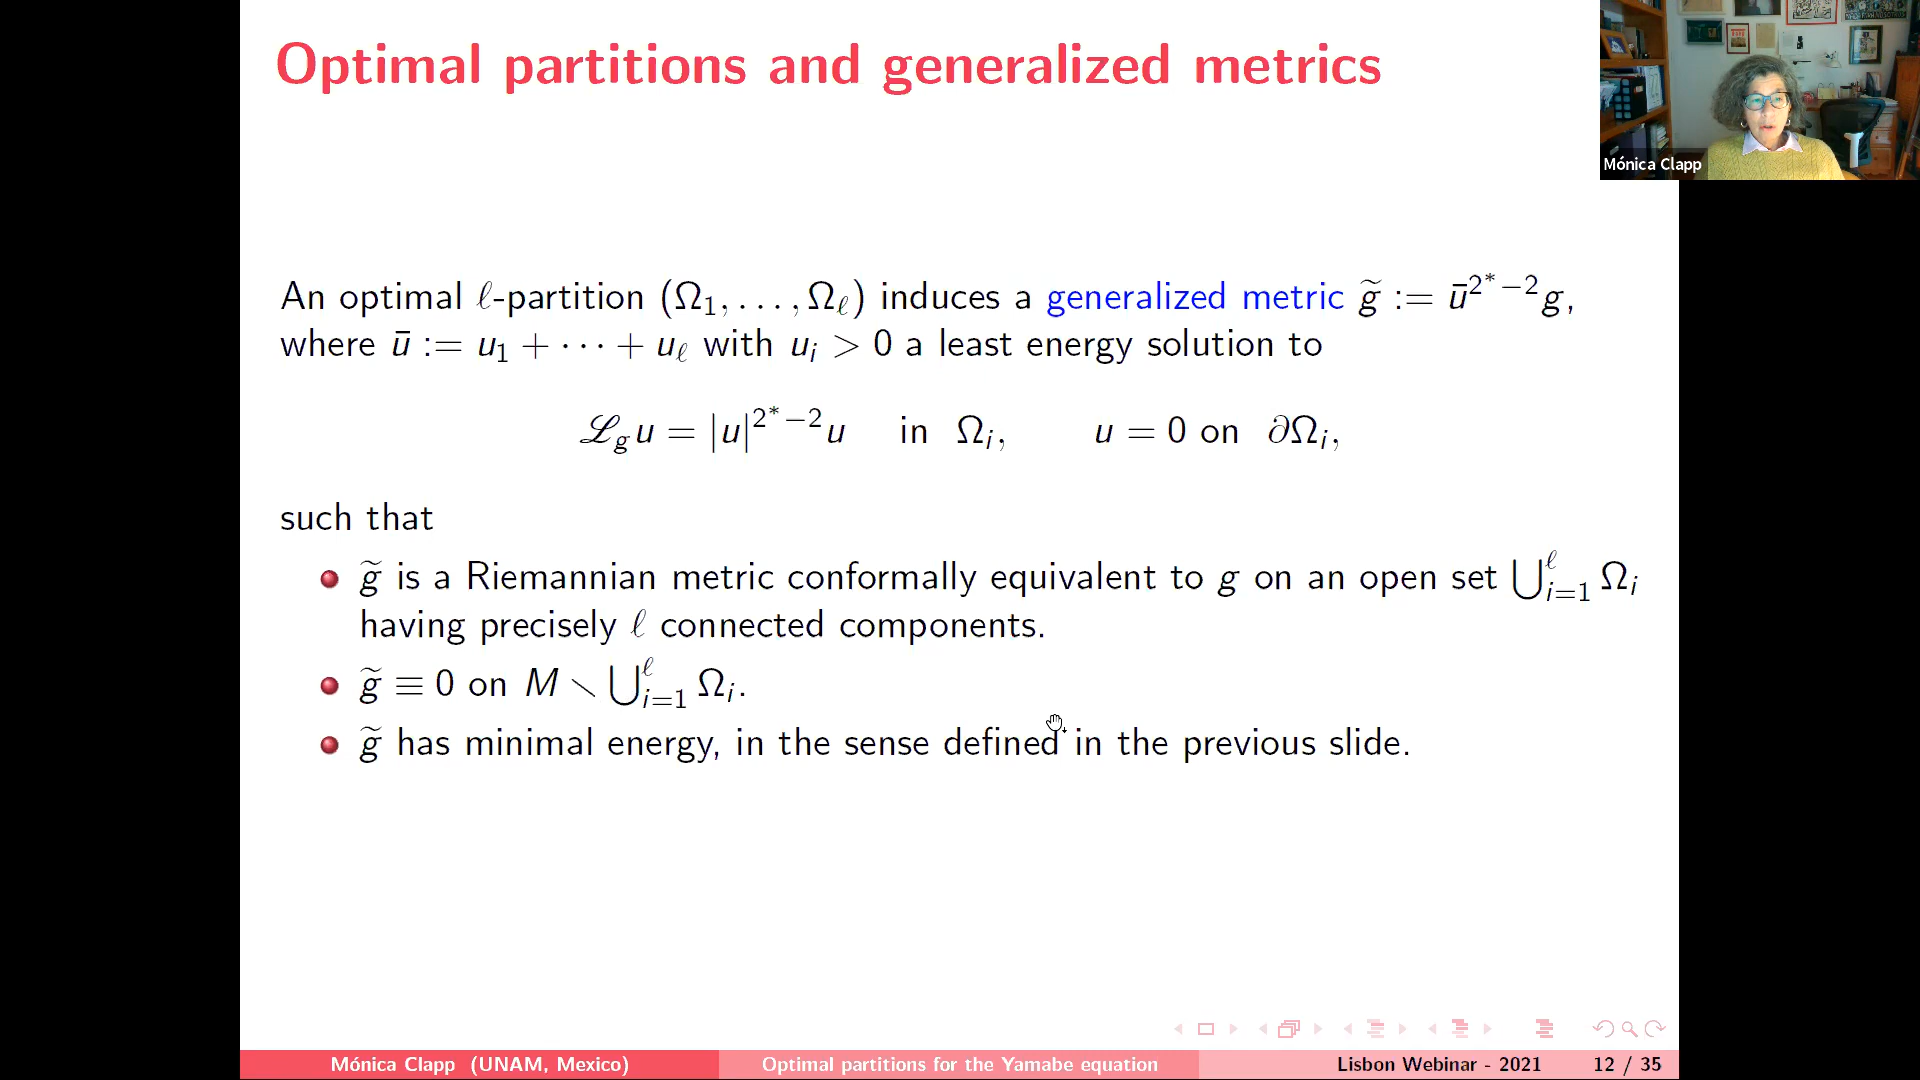 Optimal partitions and generalized metrics
Mónica Clapp
An optimal ℓ-partition (Ω₁, . . . , Ω_ℓ) induces a generalized metric g̃ := ū^{2*−2}g,
where ū := u₁ + · · · + u_ℓ with uᵢ > 0 a least energy solution to
ℒ_g u = |u|^{2*−2}u in Ωᵢ, u = 0 on ∂Ωᵢ,
such that
g̃ is a Riemannian metric conformally equivalent to g on an open set ⋃_{i=1}^ℓ Ωᵢ
having precisely ℓ connected components.
g̃ ≡ 0 on M ∖ ⋃_{i=1}^ℓ Ωᵢ.
g̃ has minimal energy, in the sense defined in the previous slide.
Mónica Clapp (UNAM, Mexico) Optimal partitions for the Yamabe equation Lisbon Webinar - 2021 12 / 35